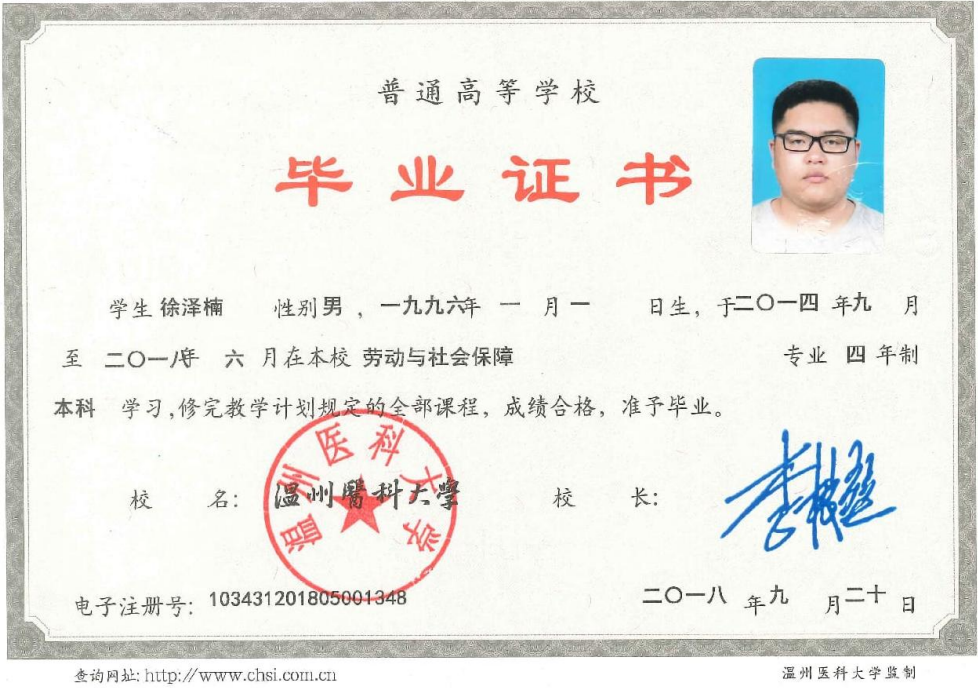 普通高等学校
毕业证书
学生 徐泽楠 性别 男 ，一九九六年 一 月 一 日生，于二〇一四 年九 月
至 二〇一八年 六 月在本校 劳动与社会保障 专业 四 年制
本科 学习，修完教学计划规定的全部课程，成绩合格，准予毕业。
温州医科大学
校 名：温州醫科大學 校 长：
电子注册号：103431201805001348 二〇一八 年九 月二十 日
查询网址：http://www.chsi.com.cn 温州医科大学监制